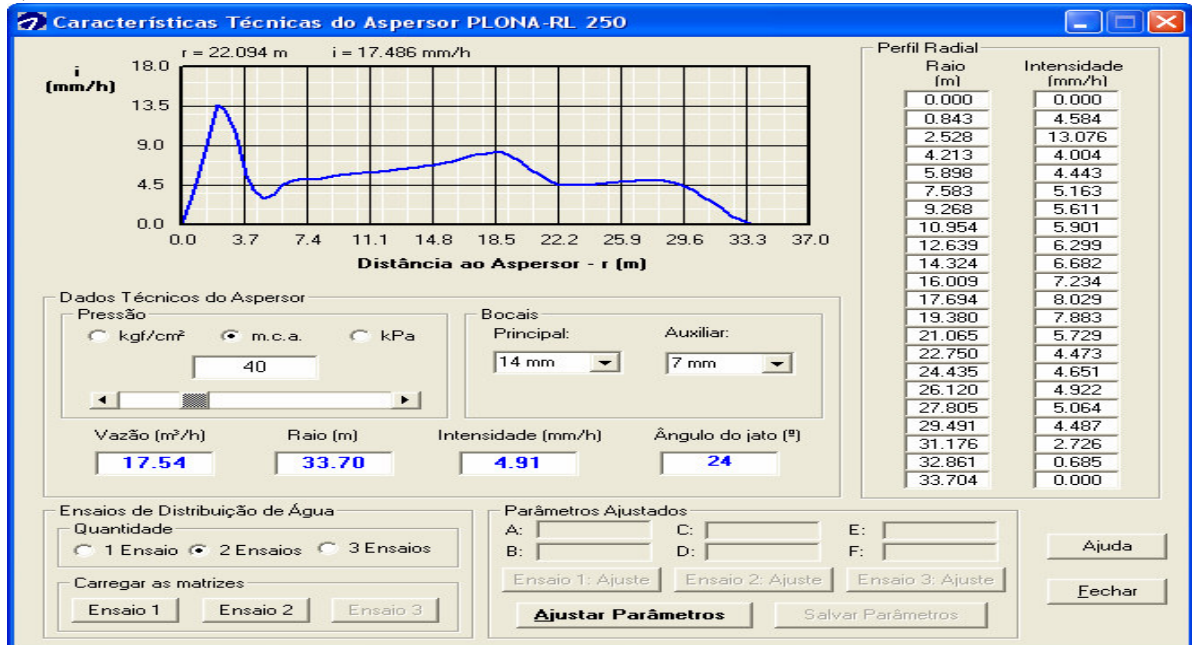 Características Técnicas do Aspersor PLONA-RL 250
r = 22.094 m i = 17.486 mm/h
i
(mm/h)
18.0
13.5
9.0
4.5
0.0
0.0 3.7 7.4 11.1 14.8 18.5 22.2 25.9 29.6 33.3 37.0
Distância ao Aspersor - r (m)
Perfil Radial
Raio Intensidade
(m) (mm/h)
0.000 0.000
0.843 4.584
2.528 13.076
4.213 4.004
5.898 4.443
7.583 5.163
9.268 5.611
10.954 5.901
12.639 6.299
14.324 6.682
16.009 7.234
17.694 8.029
19.380 7.883
21.065 5.729
22.750 4.473
24.435 4.651
26.120 4.922
27.805 5.064
29.491 4.487
31.176 2.726
32.861 0.685
33.704 0.000
Dados Técnicos do Aspersor
Pressão
kgf/cm² m.c.a. kPa
40
Bocais
Principal: Auxiliar:
14 mm 7 mm
Vazão (m³/h) Raio (m) Intensidade (mm/h) Ângulo do jato (º)
17.54 33.70 4.91 24
Ensaios de Distribuição de Água
Quantidade
1 Ensaio 2 Ensaios 3 Ensaios
Carregar as matrizes
Ensaio 1 Ensaio 2 Ensaio 3
Parâmetros Ajustados
A: C: E:
B: D: F:
Ensaio 1: Ajuste Ensaio 2: Ajuste Ensaio 3: Ajuste
Ajustar Parâmetros Salvar Parâmetros
Ajuda
Fechar